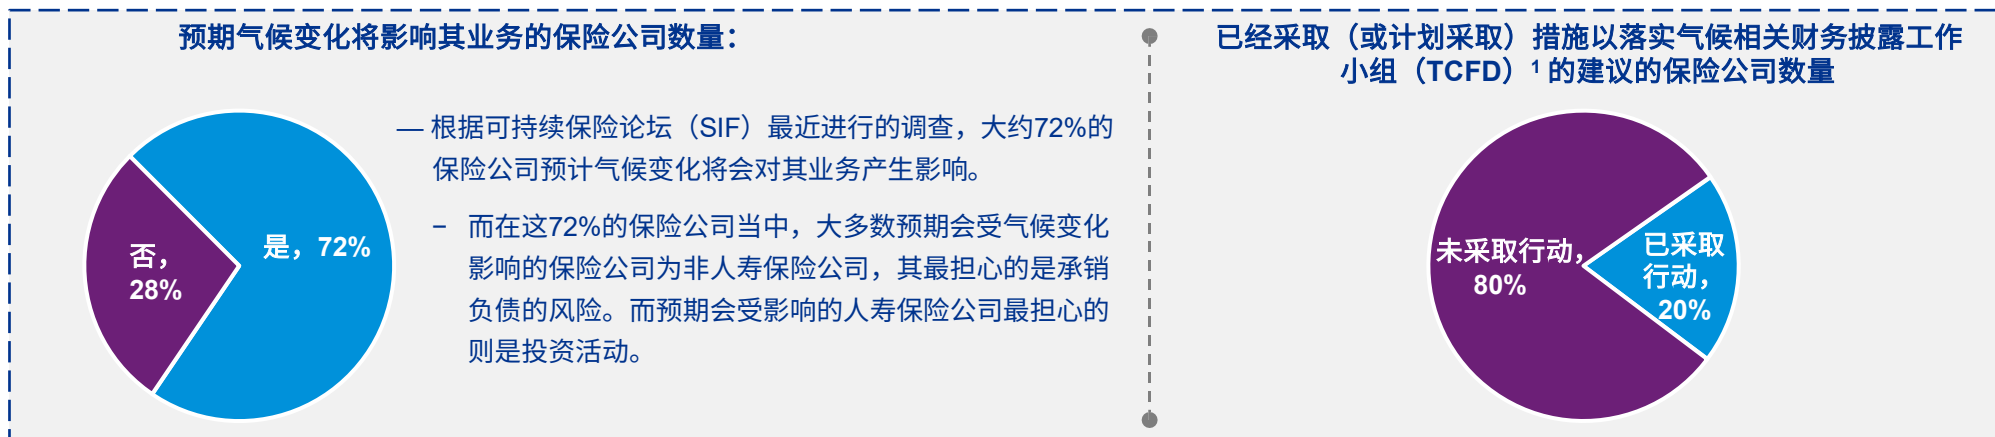 预期气候变化将影响其业务的保险公司数量：
是，72%
否，
28%
— 根据可持续保险论坛（SIF）最近进行的调查，大约72%的
保险公司预计气候变化将会对其业务产生影响。
– 而在这72%的保险公司当中，大多数预期会受气候变化
影响的保险公司为非人寿保险公司，其最担心的是承销
负债的风险。而预期会受影响的人寿保险公司最担心的
则是投资活动。
已经采取（或计划采取）措施以落实气候相关财务披露工作
小组（TCFD）¹ 的建议的保险公司数量
未采取行动，
80%
已采取
行动，
20%